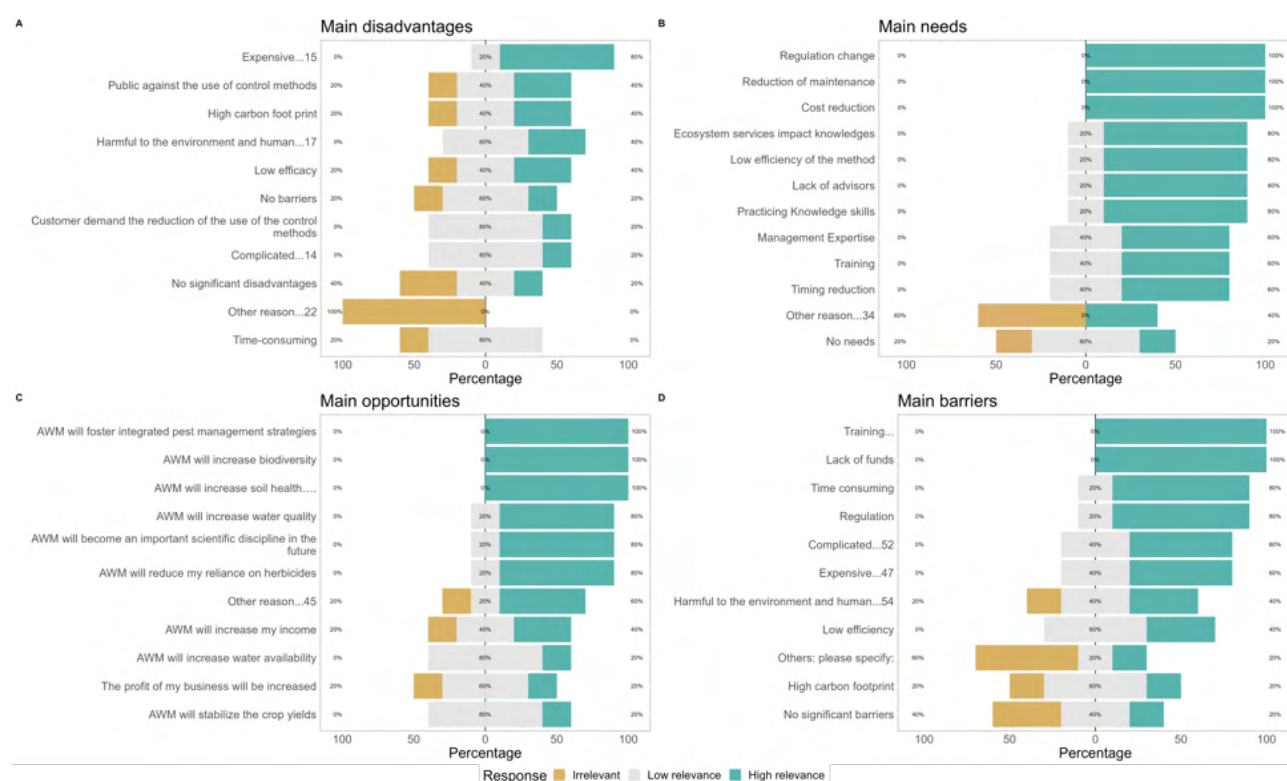 A
Main disadvantages
Expensive...15
0%
20%
80%
Public against the use of control methods
20%
40%
40%
High carbon foot print
20%
40%
40%
Harmful to the environment and human...17
0%
60%
40%
Low efficacy
20%
40%
40%
No barriers
20%
60%
20%
Customer demand the reduction of the use of the control
methods
0%
80%
20%
Complicated...14
0%
80%
20%
No significant disadvantages
40%
40%
20%
Other reason...22
100%
0%
0%
Time-consuming
20%
80%
0%
100
50
0
50
100
Percentage
B
Main needs
Regulation change
0%
0%
100%
Reduction of maintenance
0%
0%
100%
Cost reduction
0%
0%
100%
Ecosystem services impact knowledges
0%
20%
80%
Low efficiency of the method
0%
20%
80%
Lack of advisors
0%
20%
80%
Practicing Knowledge skills
0%
20%
80%
Management Expertise
0%
40%
60%
Training
0%
40%
60%
Timing reduction
0%
40%
60%
Other reason...34
60%
0%
40%
No needs
20%
60%
20%
100
50
0
50
100
Percentage
C
Main opportunities
AWM will foster integrated pest management strategies
0%
0%
100%
AWM will increase biodiversity
0%
0%
100%
AWM will increase soil health....
0%
0%
100%
AWM will increase water quality
0%
20%
80%
AWM will become an important scientific discipline in the
future
0%
20%
80%
AWM will reduce my reliance on herbicides
0%
20%
80%
Other reason...45
20%
20%
60%
AWM will increase my income
20%
40%
40%
AWM will increase water availability
0%
80%
20%
The profit of my business will be increased
20%
60%
20%
AWM will stabilize the crop yields
0%
80%
20%
100
50
0
50
100
Percentage
D
Main barriers
Training...
0%
0%
100%
Lack of funds
0%
0%
100%
Time consuming
0%
20%
80%
Regulation
0%
20%
80%
Complicated...52
0%
40%
60%
Expensive...47
0%
40%
60%
Harmful to the environment and human...54
20%
40%
40%
Low efficiency
0%
60%
40%
Others: please specify:
60%
20%
20%
High carbon footprint
20%
60%
20%
No significant barriers
40%
40%
20%
100
50
0
50
100
Percentage
Response Irrelevant Low relevance High relevance